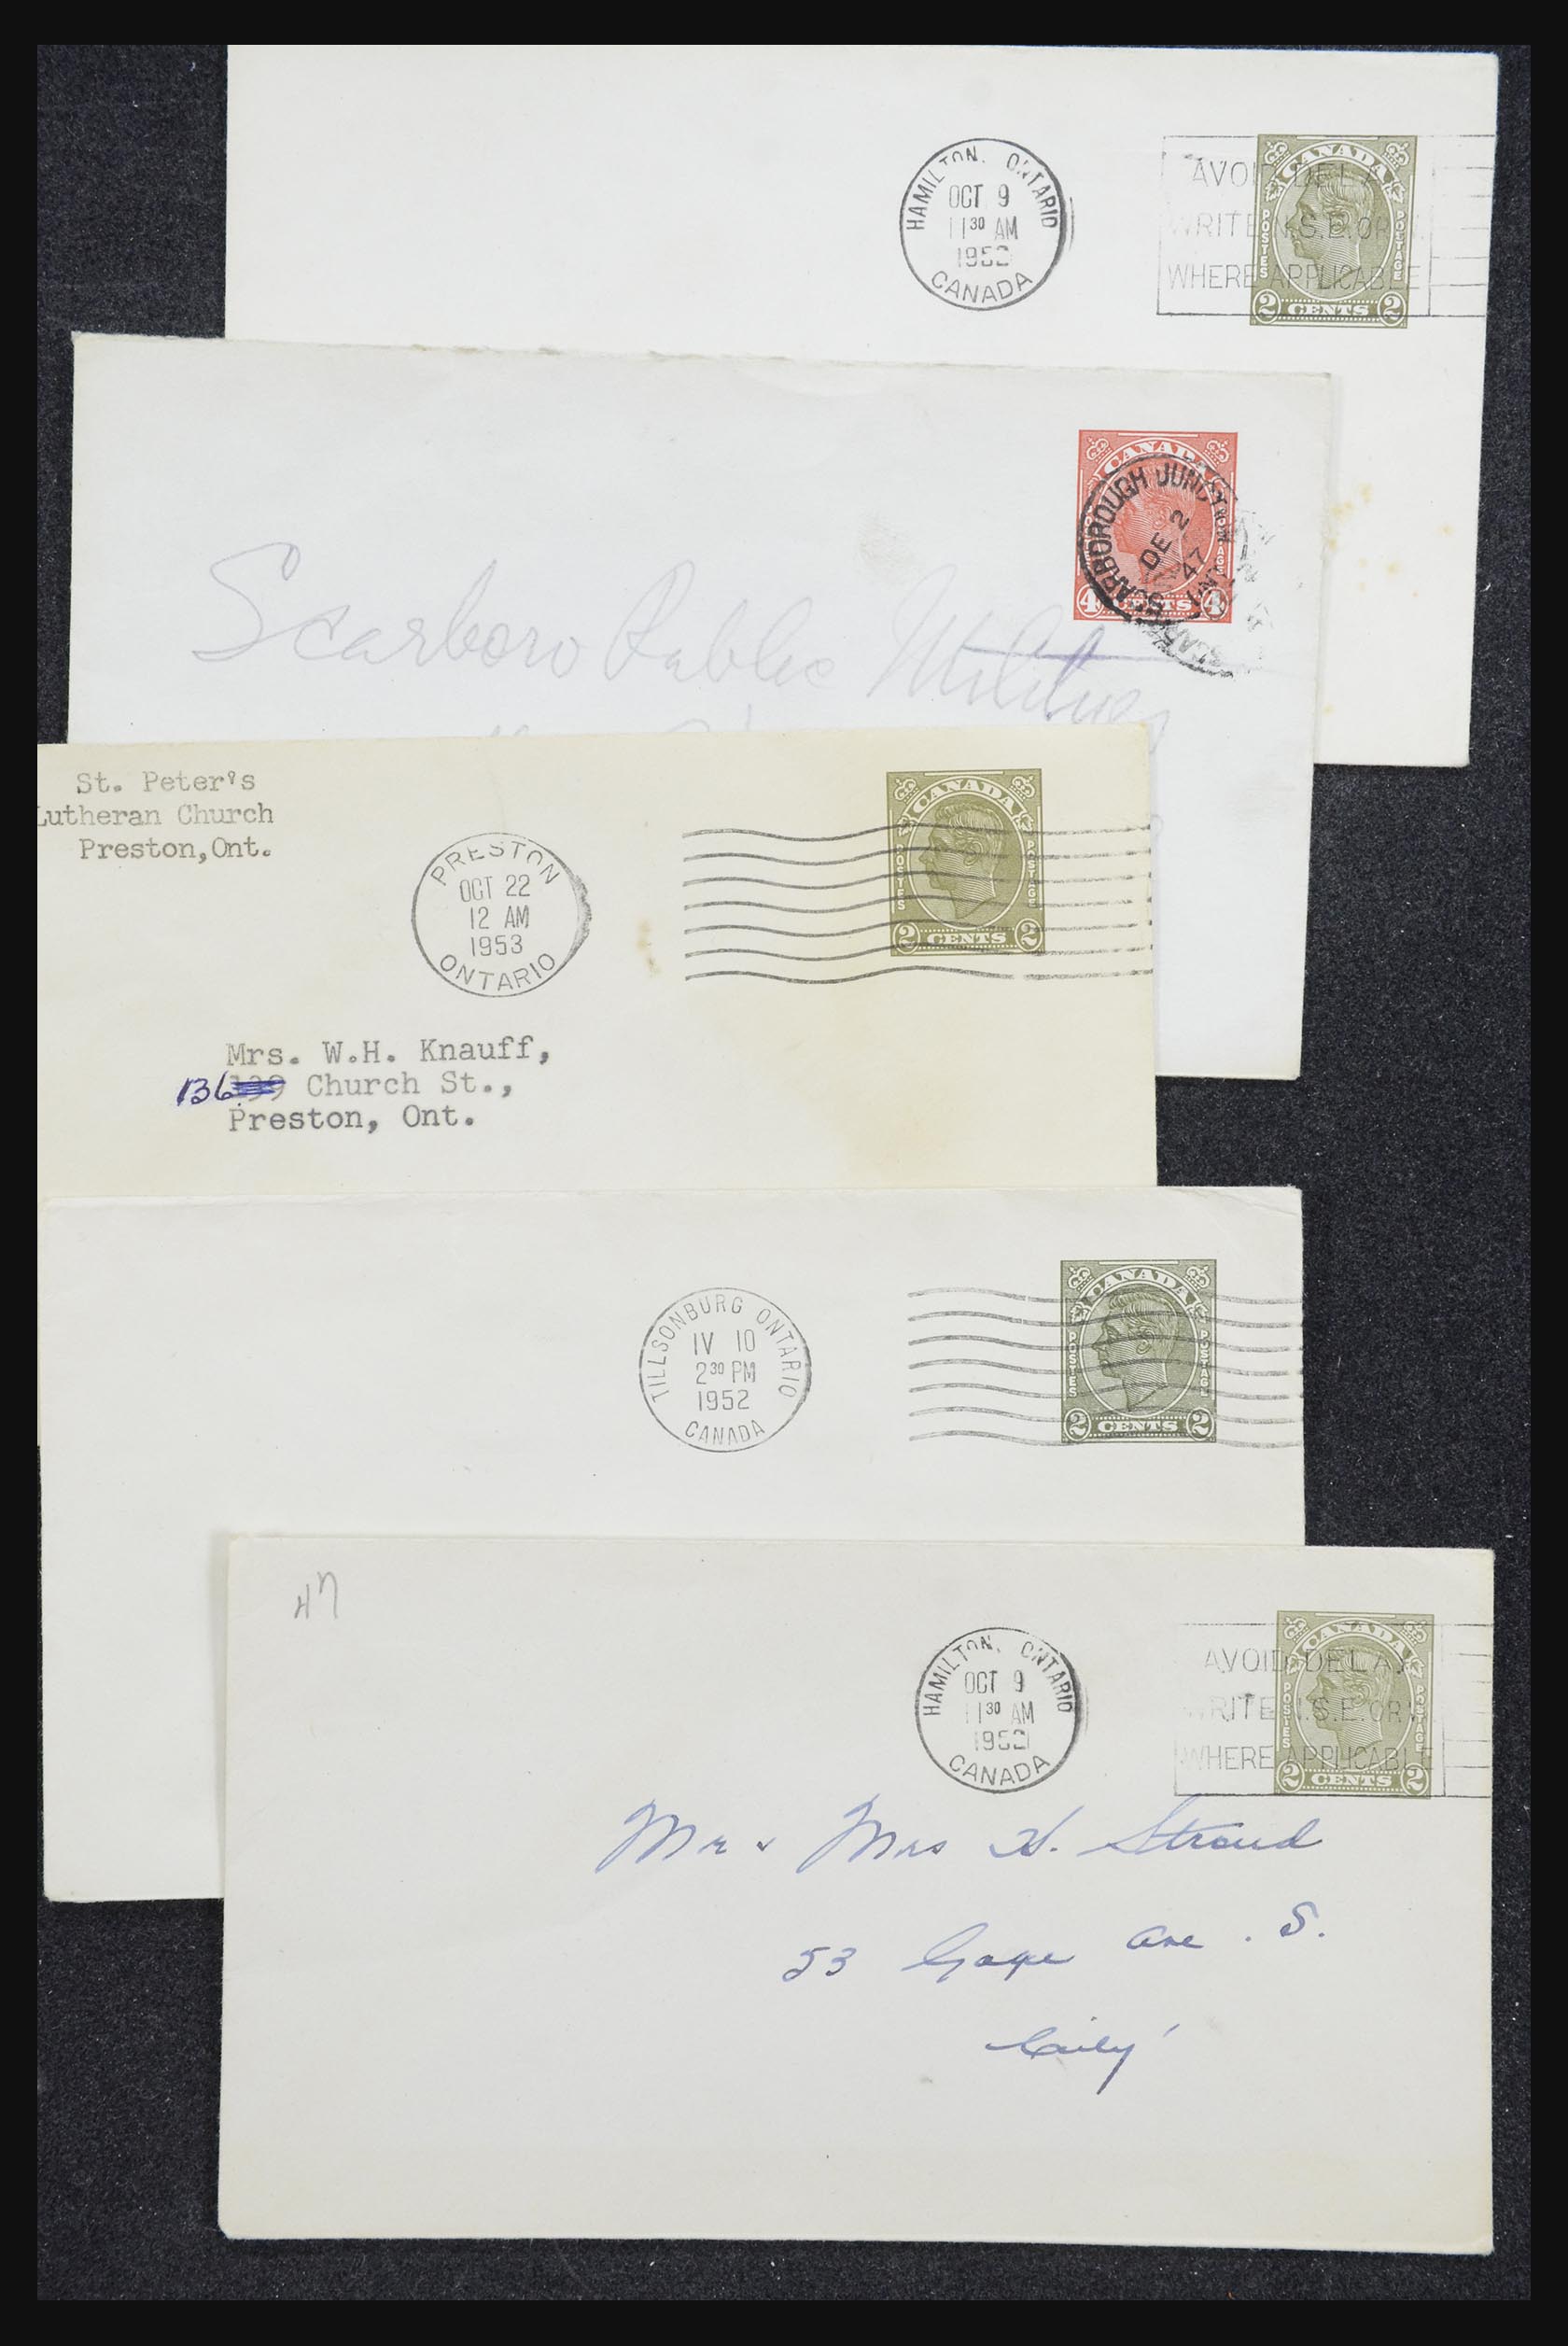 HAMILTON, ONTARIO
OCT 9
11 30 AM
CANADA
AVOID DELAY
WRITE N.S.E. OR W.
WHERE APPLICABLE
CANADA
POSTES POSTAGE
2 CENTS 2
CANADA
4 CENTS 4
SCARBOROUGH JUNCT
DE 2
47
ONT
Scarboro Public Utilities
St. Peter's
Lutheran Church
Preston, Ont.
PRESTON
OCT 22
12 AM
1953
ONTARIO
CANADA
POSTES POSTAGE
2 CENTS 2
Mrs. W.H. Knauff,
136 Church St.,
Preston, Ont.
TILLSONBURG ONTARIO
IV 10
2 30 PM
1952
CANADA
CANADA
POSTES POSTAGE
2 CENTS 2
47
HAMILTON, ONTARIO
OCT 9
11 30 AM
CANADA
AVOID DELAY
WRITE N.S.E. OR W.
WHERE APPLICABLE
CANADA
POSTES POSTAGE
2 CENTS 2
Mr & Mrs H. Stroud
53 Gage Ave. S.
City